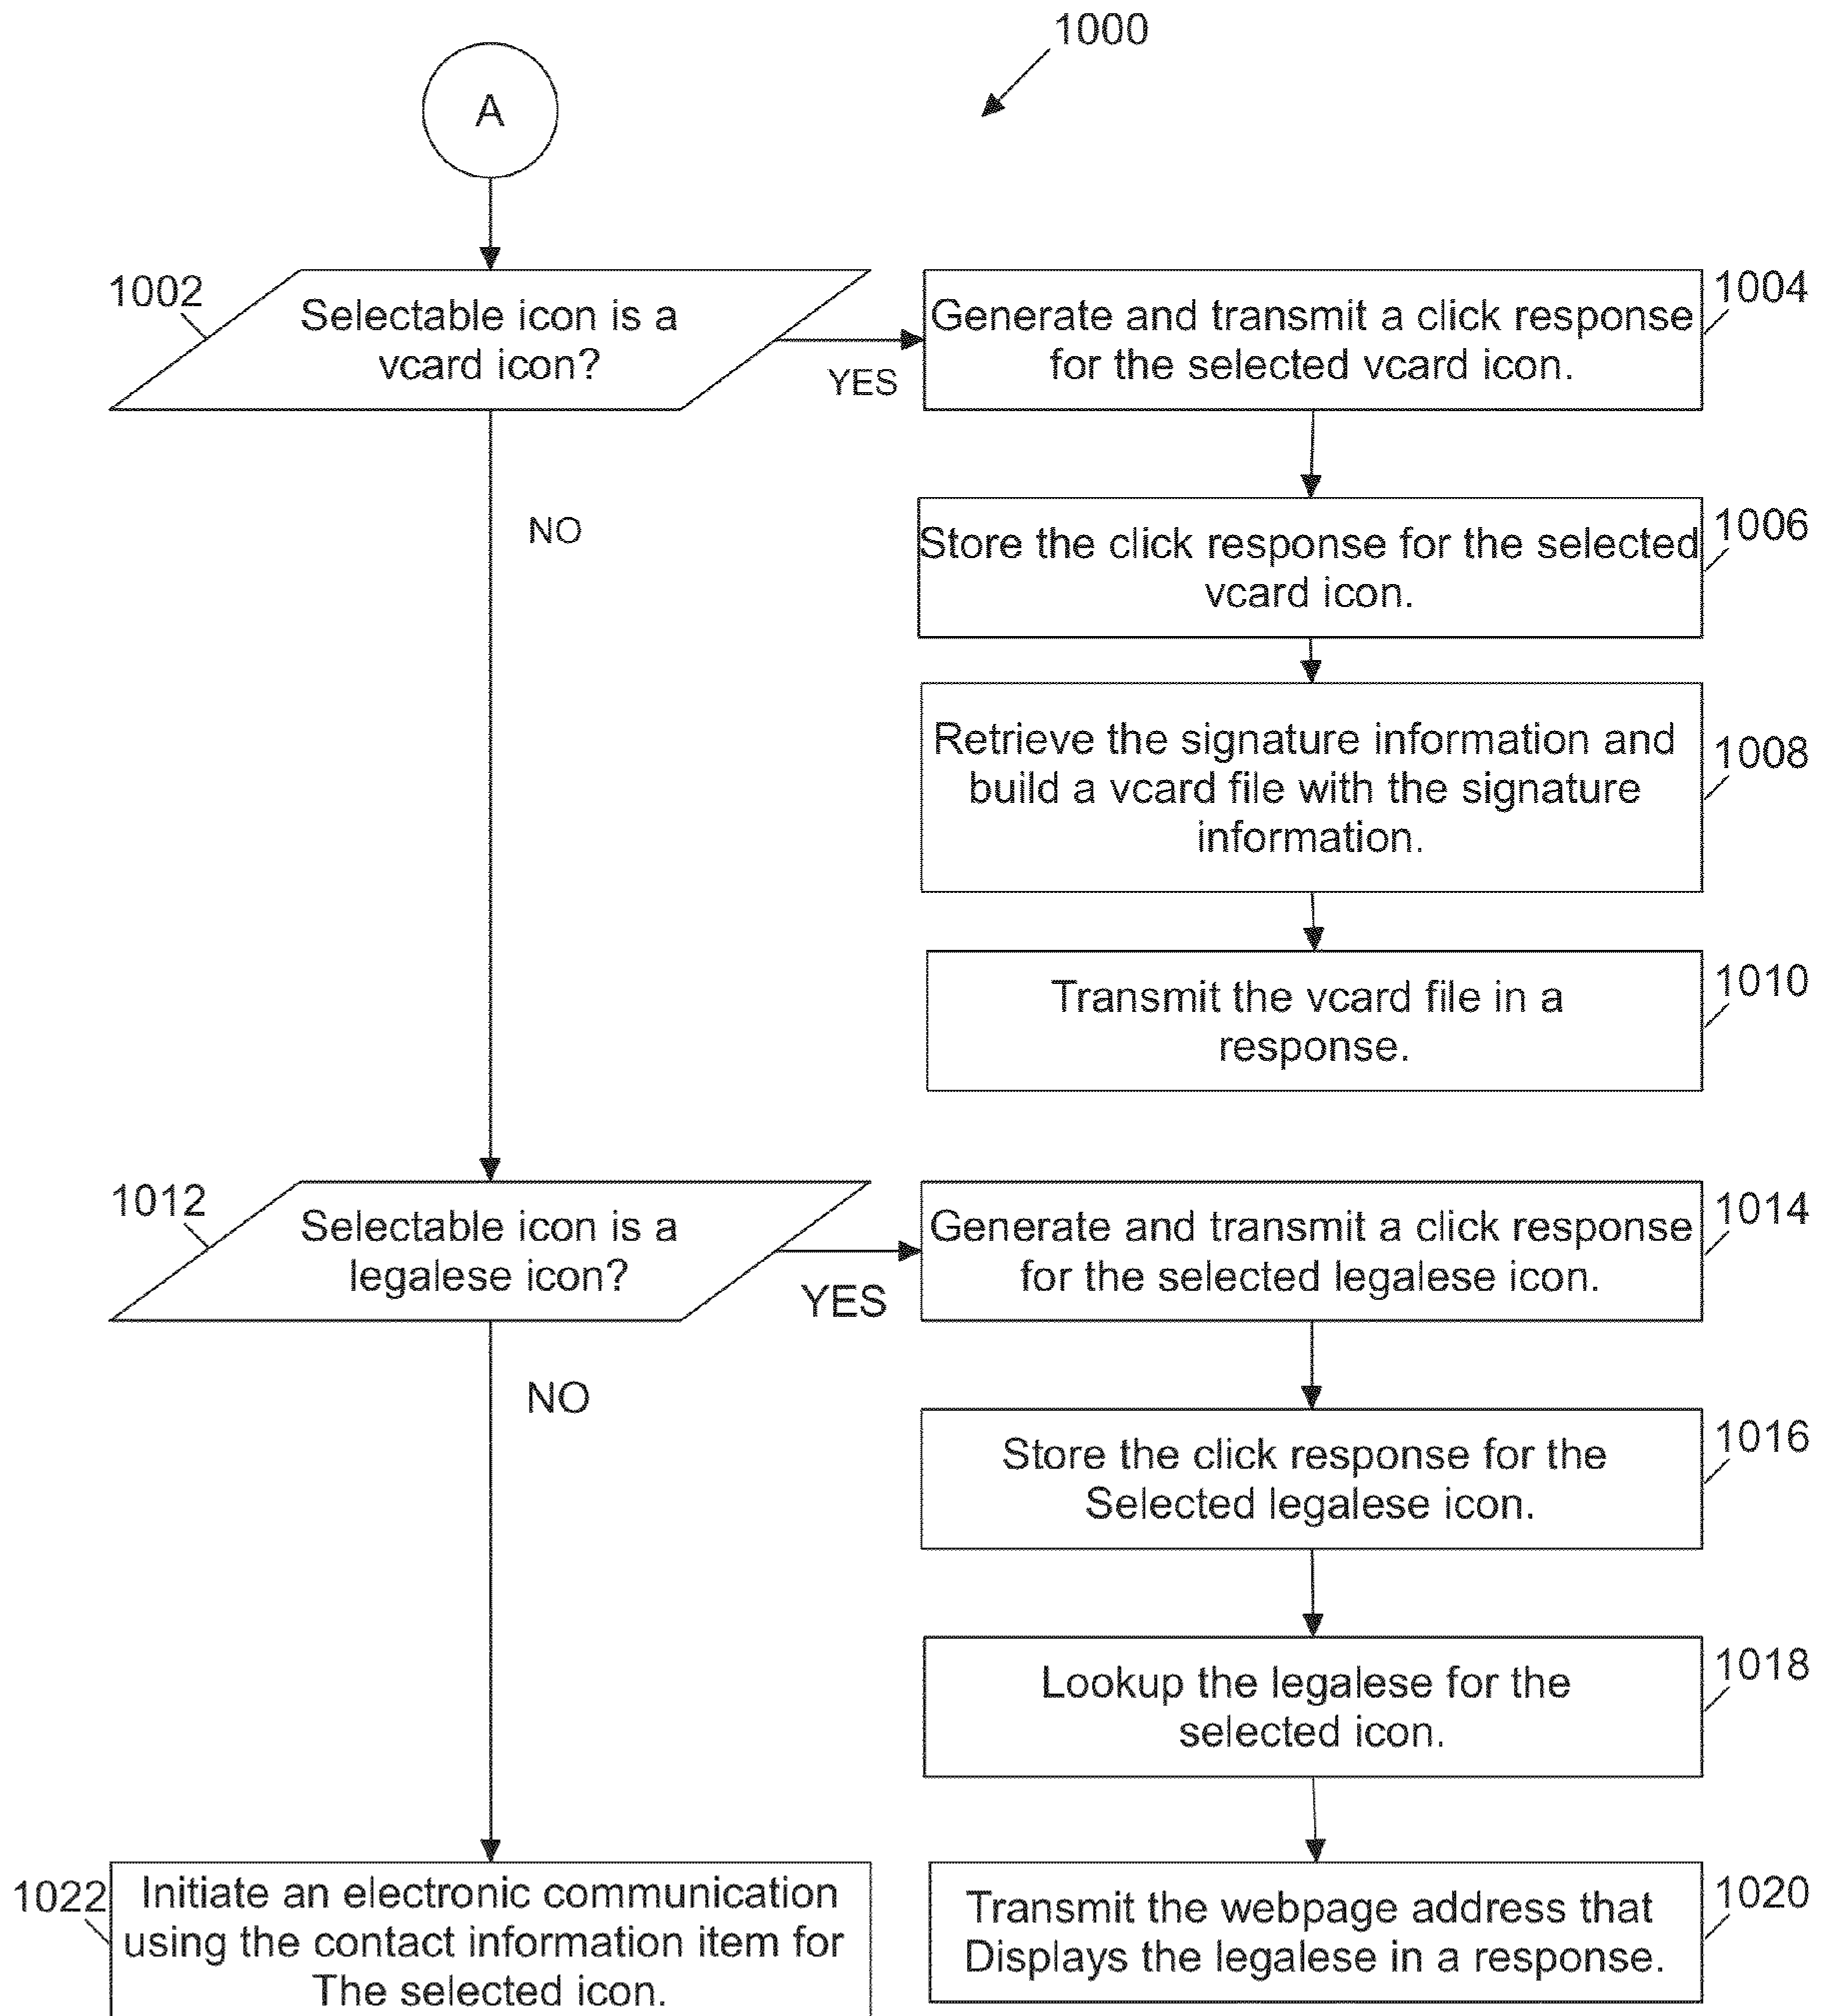 1000
A
1002
Selectable icon is a
vcard icon?
YES
1004
Generate and transmit a click response
for the selected vcard icon.
NO
1006
Store the click response for the selected
vcard icon.
1008
Retrieve the signature information and
build a vcard file with the signature
information.
1010
Transmit the vcard file in a
response.
1012
Selectable icon is a
legalese icon?
YES
1014
Generate and transmit a click response
for the selected legalese icon.
NO
1016
Store the click response for the
Selected legalese icon.
1018
Lookup the legalese for the
selected icon.
1022
Initiate an electronic communication
using the contact information item for
The selected icon.
1020
Transmit the webpage address that
Displays the legalese in a response.